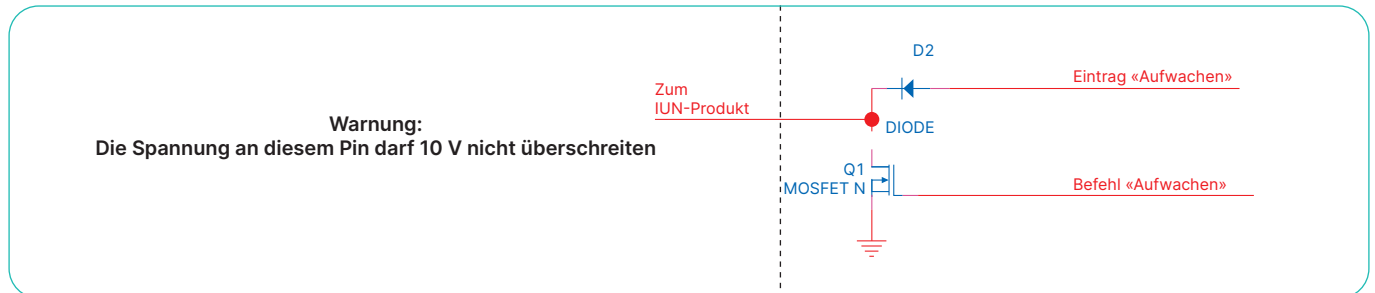 D2
Eintrag «Aufwachen»
Zum
IUN-Produkt
Warnung:
Die Spannung an diesem Pin darf 10 V nicht überschreiten
DIODE
Q1
MOSFET N
Befehl «Aufwachen»